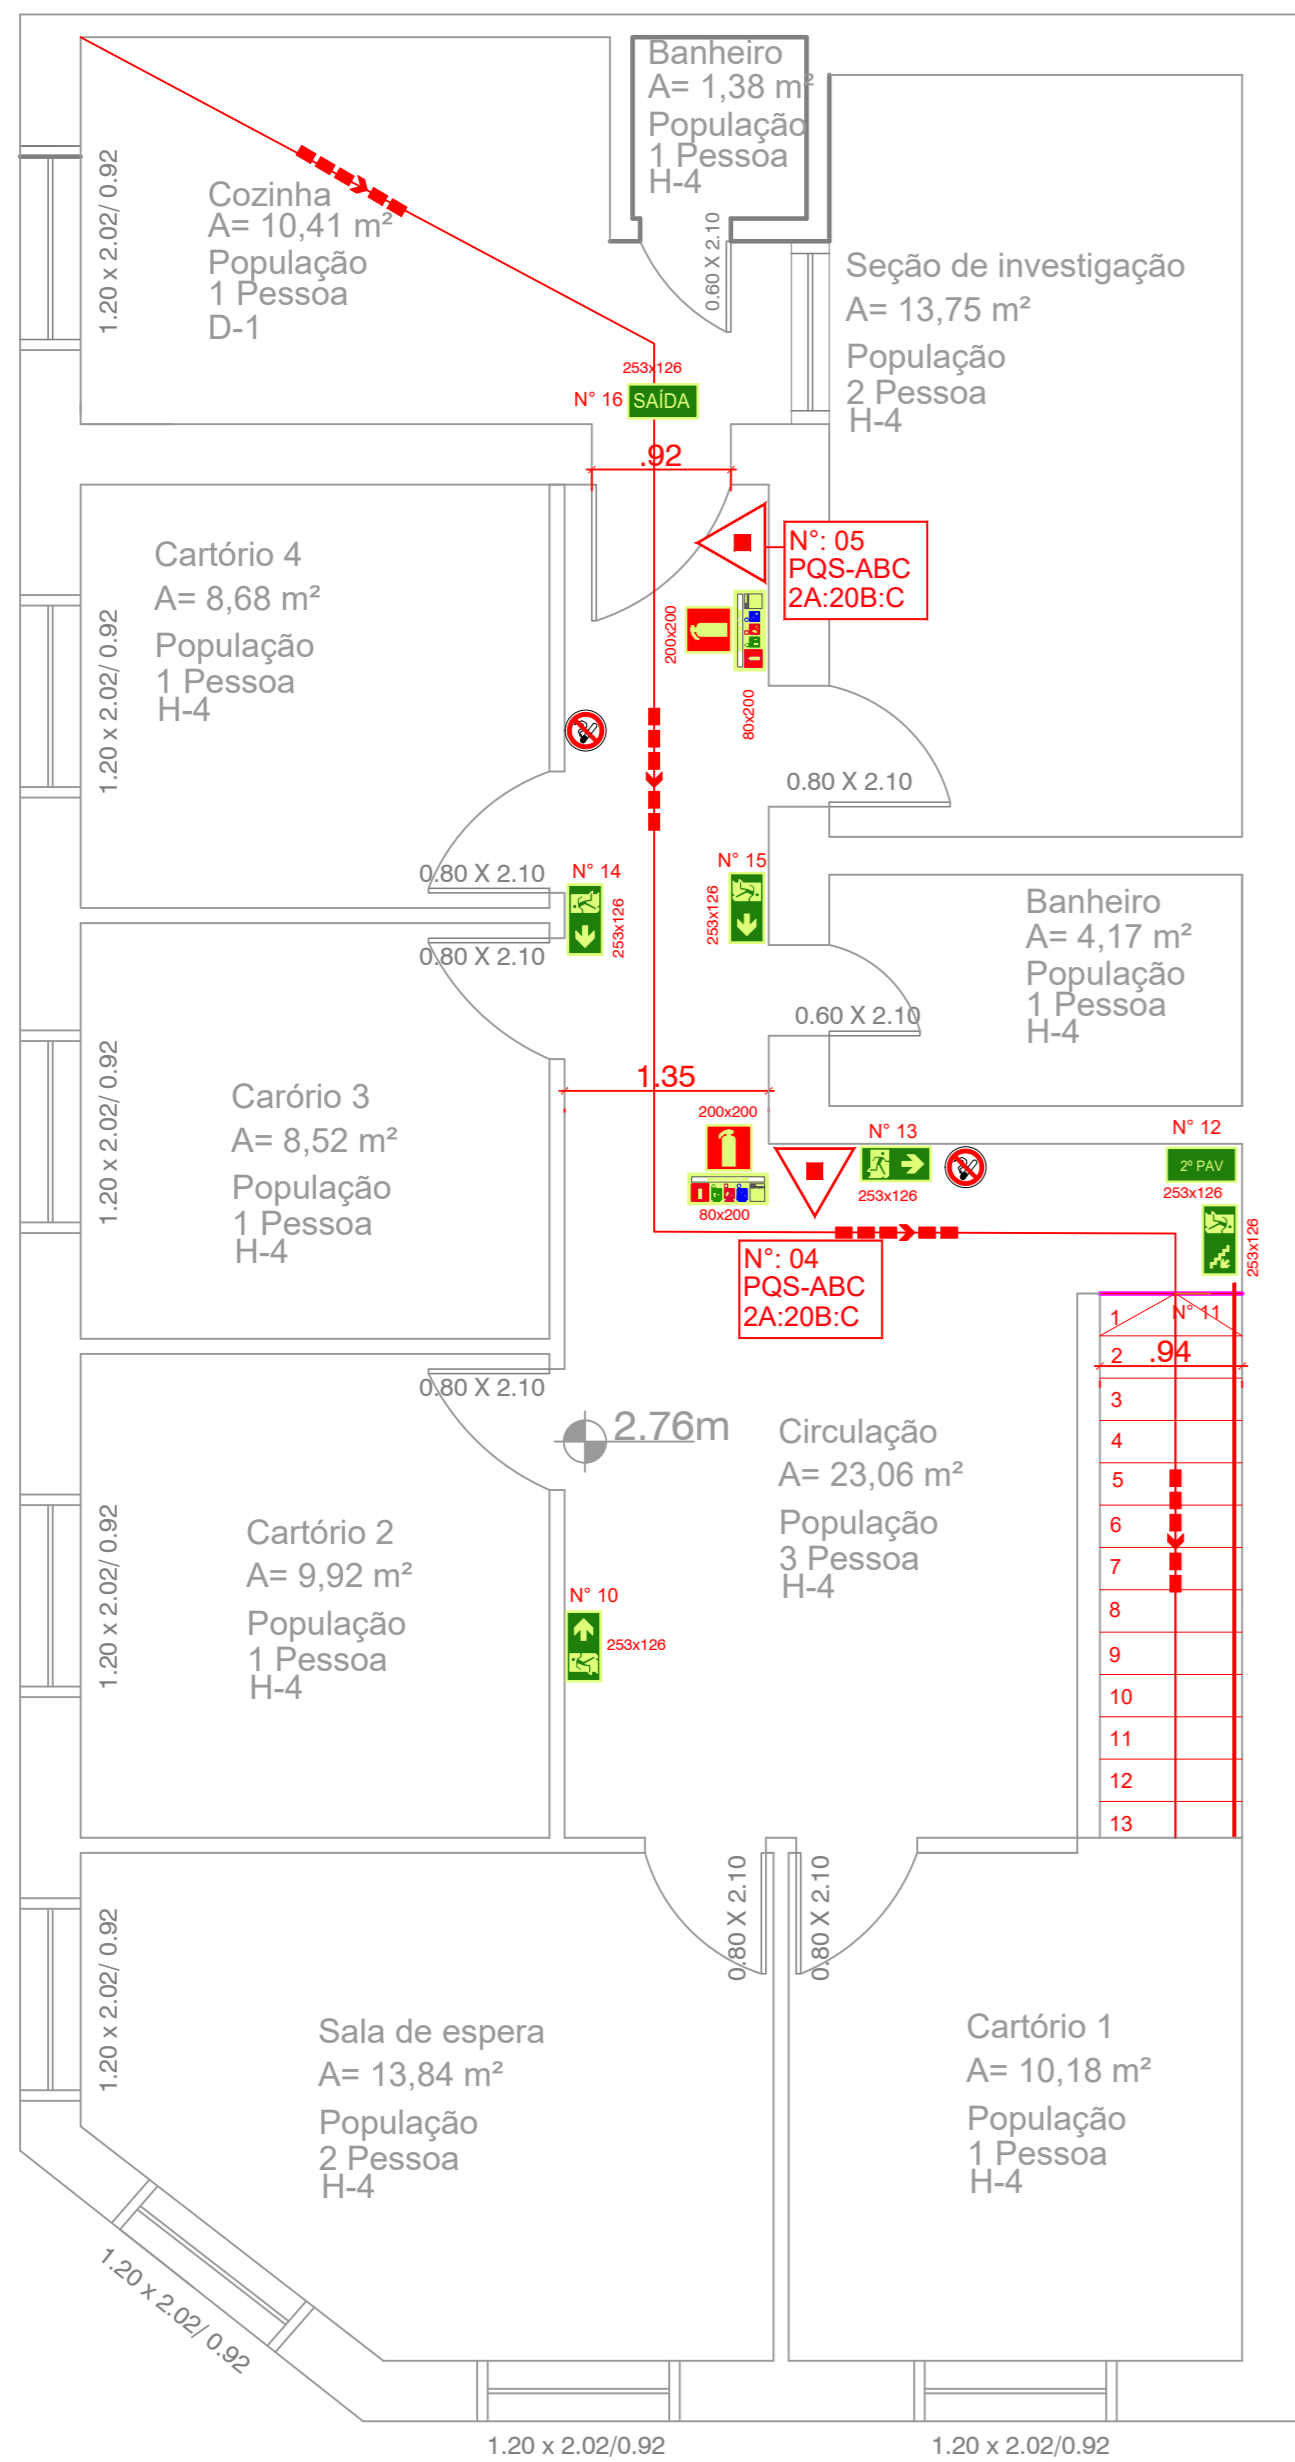 Banheiro
A= 1,38 m²
População
1 Pessoa
H-4
0.60 X 2.10
1.20 x 2.02/ 0.92
Cozinha
A= 10,41 m²
População
1 Pessoa
D-1
Seção de investigação
A= 13,75 m²
População
2 Pessoa
H-4
253x126
N° 16
SAÍDA
.92
N°: 05
PQS-ABC
2A:20B:C
200x200
80x200
Cartório 4
A= 8,68 m²
População
1 Pessoa
H-4
1.20 x 2.02/ 0.92
0.80 X 2.10
0.80 X 2.10
N° 14
253x126
N° 15
253x126
0.80 X 2.10
Banheiro
A= 4,17 m²
População
1 Pessoa
H-4
0.60 X 2.10
1.35
Carório 3
A= 8,52 m²
População
1 Pessoa
H-4
1.20 x 2.02/ 0.92
200x200
80x200
N° 13
253x126
N° 12
2º PAV
253x126
253x126
N°: 04
PQS-ABC
2A:20B:C
N° 11
.94
1
2
3
4
5
6
7
8
9
10
11
12
13
0.80 X 2.10
2.76m
Circulação
A= 23,06 m²
População
3 Pessoa
H-4
Cartório 2
A= 9,92 m²
População
1 Pessoa
H-4
1.20 x 2.02/ 0.92
N° 10
253x126
0.80 X 2.10
0.80 X 2.10
1.20 x 2.02/ 0.92
Sala de espera
A= 13,84 m²
População
2 Pessoa
H-4
Cartório 1
A= 10,18 m²
População
1 Pessoa
H-4
1.20 x 2.02/ 0.92
1.20 x 2.02/0.92
1.20 x 2.02/0.92